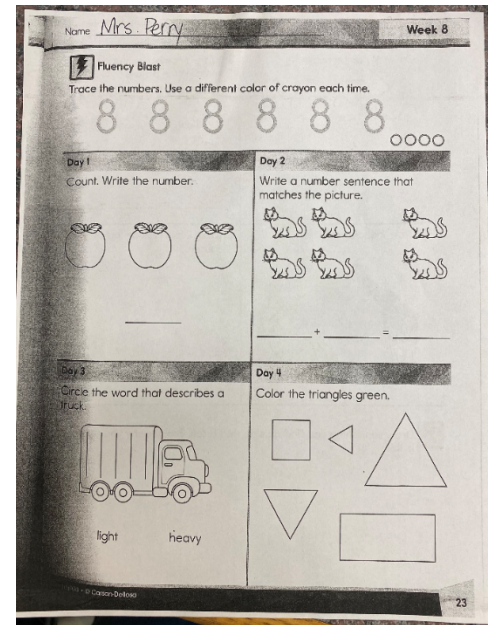 Name Mrs. Perry Week 8
Fluency Blast
Trace the numbers. Use a different color of crayon each time.
8 8 8 8 8 8
Day 1
Count. Write the number.
Day 2
Write a number sentence that
matches the picture.
+ =
Day 3
Circle the word that describes a
truck.
light heavy
Day 4
Color the triangles green.
© Carson-Dellosa
23